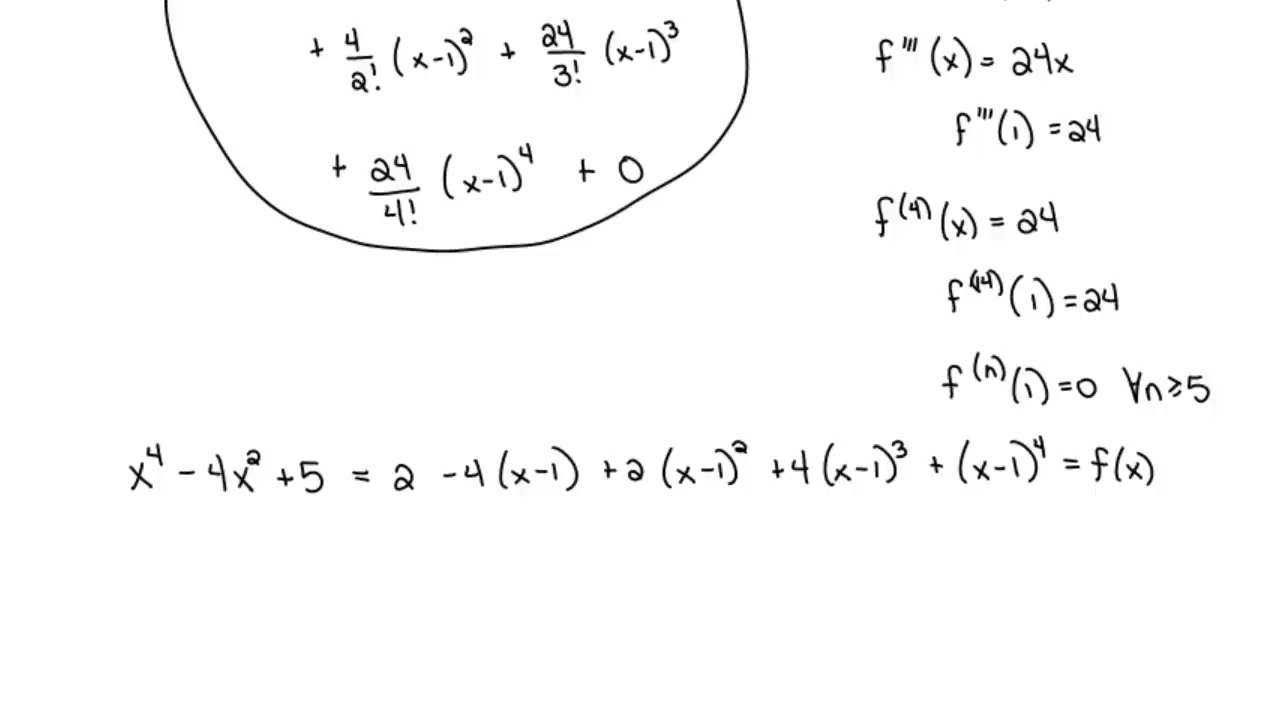 + 4/2! (x-1)^2 + 24/3! (x-1)^3
+ 24/4! (x-1)^4 + 0
f'''(x) = 24x
f'''(1) = 24
f^(4)(x) = 24
f^(4)(1) = 24
f^(n)(1) = 0 ∀n≥5
x^4 - 4x^2 + 5 = 2 - 4(x-1) + 2(x-1)^2 + 4(x-1)^3 + (x-1)^4 = f(x)